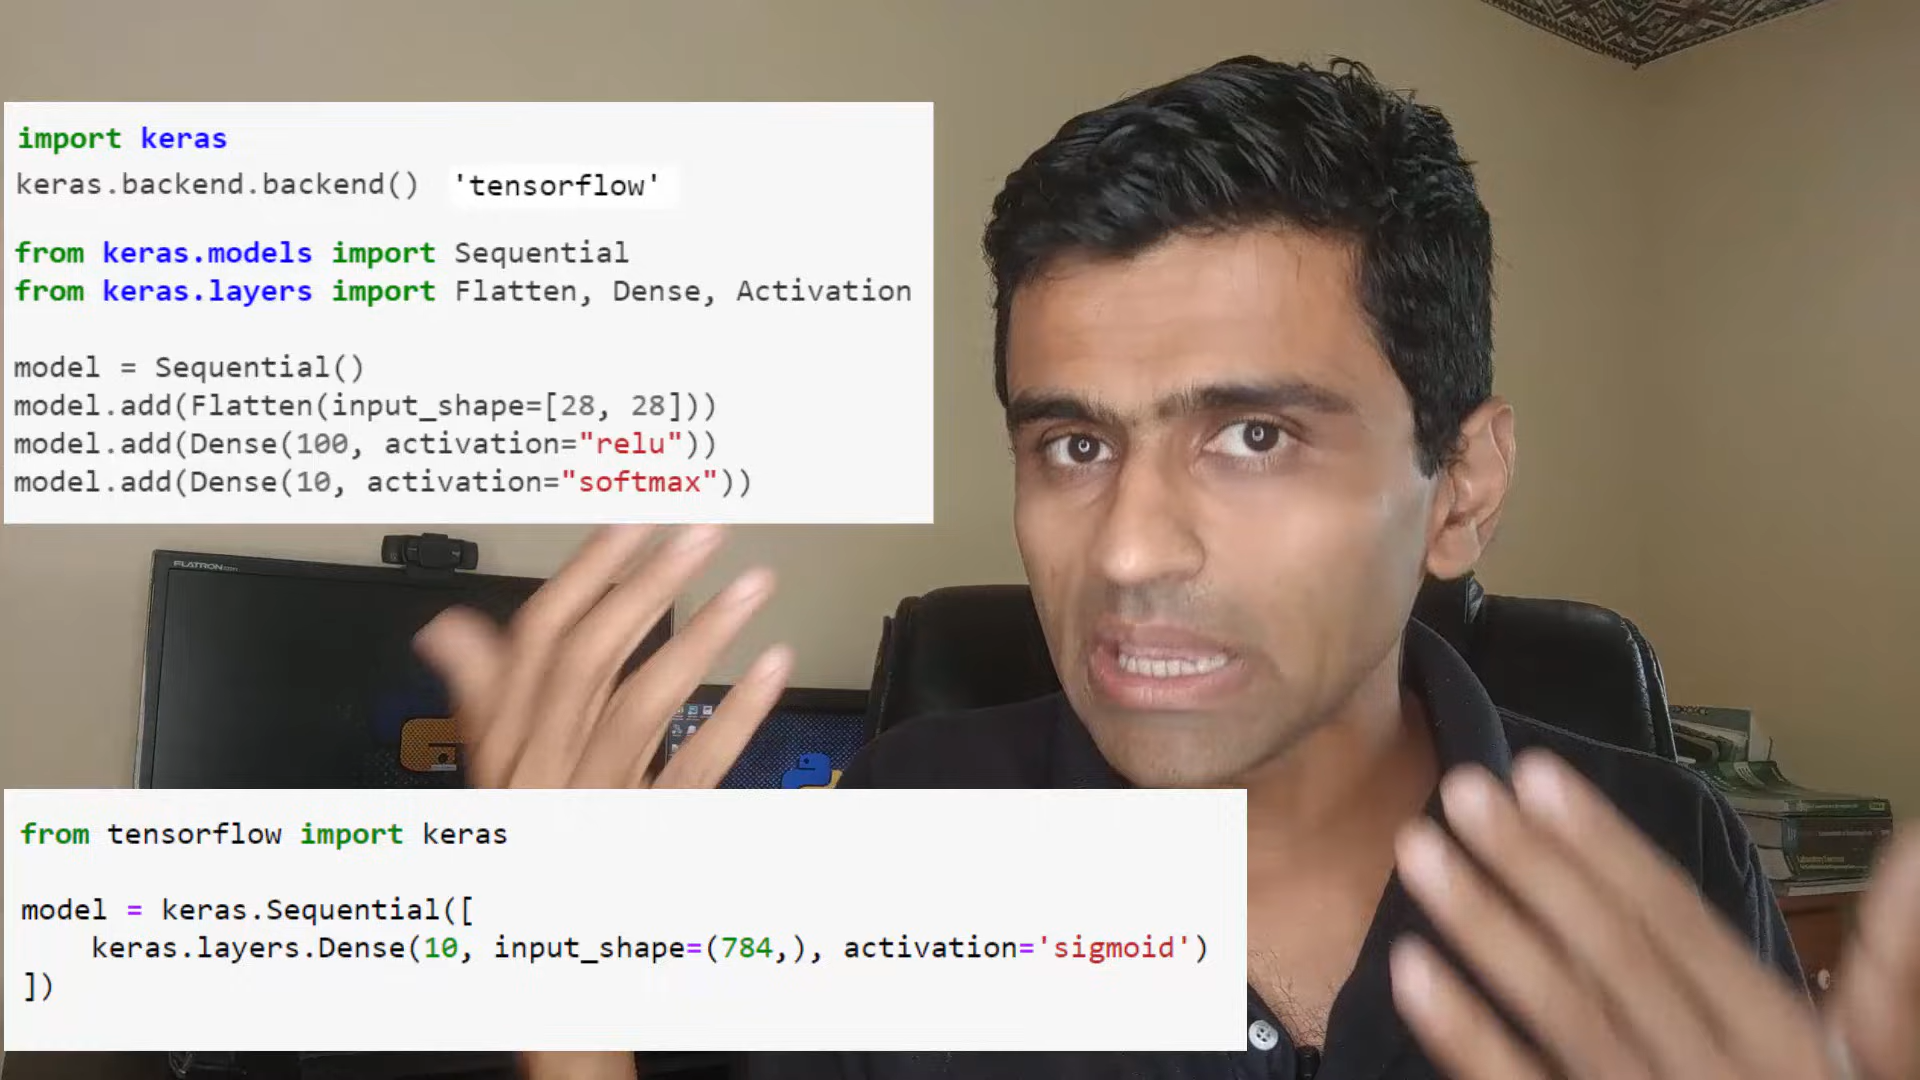 import keras
keras.backend.backend() 'tensorflow'
from keras.models import Sequential
from keras.layers import Flatten, Dense, Activation
model = Sequential()
model.add(Flatten(input_shape=[28, 28]))
model.add(Dense(100, activation="relu"))
model.add(Dense(10, activation="softmax"))
FLATRON
from tensorflow import keras
model = keras.Sequential([
    keras.layers.Dense(10, input_shape=(784,), activation='sigmoid')
])